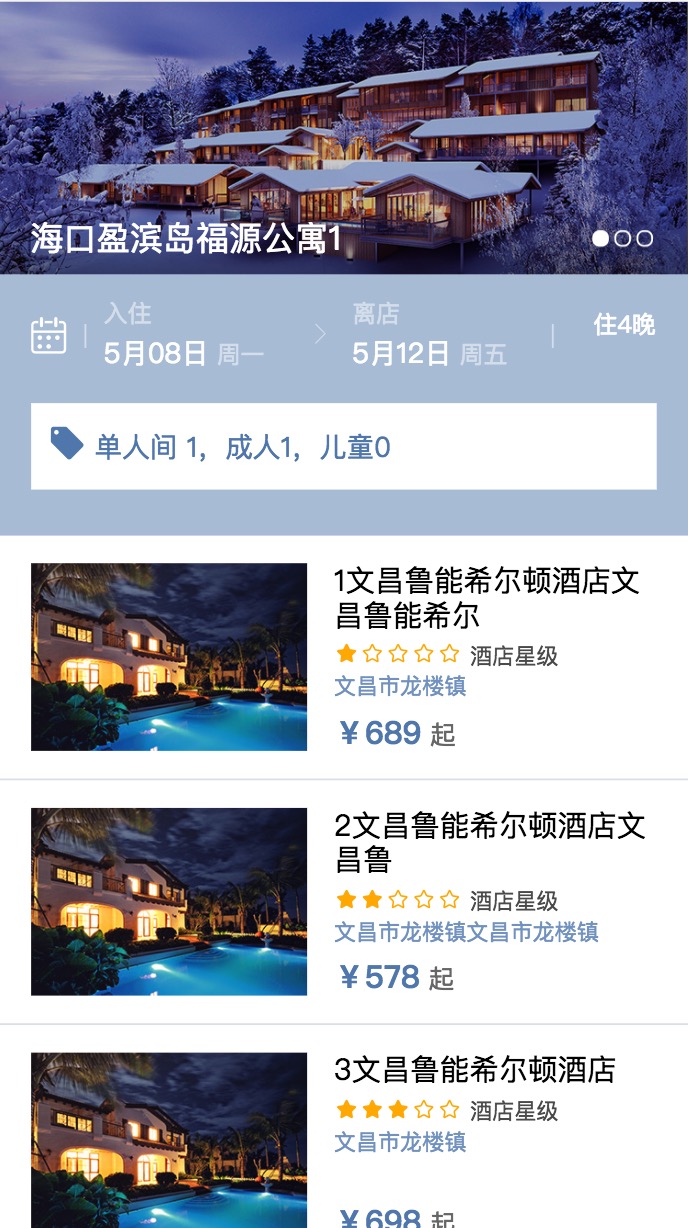 海口盈滨岛福源公寓1
入住
离店
住4晚
5月08日 周一
5月12日 周五
单人间 1，成人1，儿童0
1文昌鲁能希尔顿酒店文
昌鲁能希尔
酒店星级
文昌市龙楼镇
￥689 起
2文昌鲁能希尔顿酒店文
昌鲁
酒店星级
文昌市龙楼镇文昌市龙楼镇
￥578 起
3文昌鲁能希尔顿酒店
酒店星级
文昌市龙楼镇
￥698 起